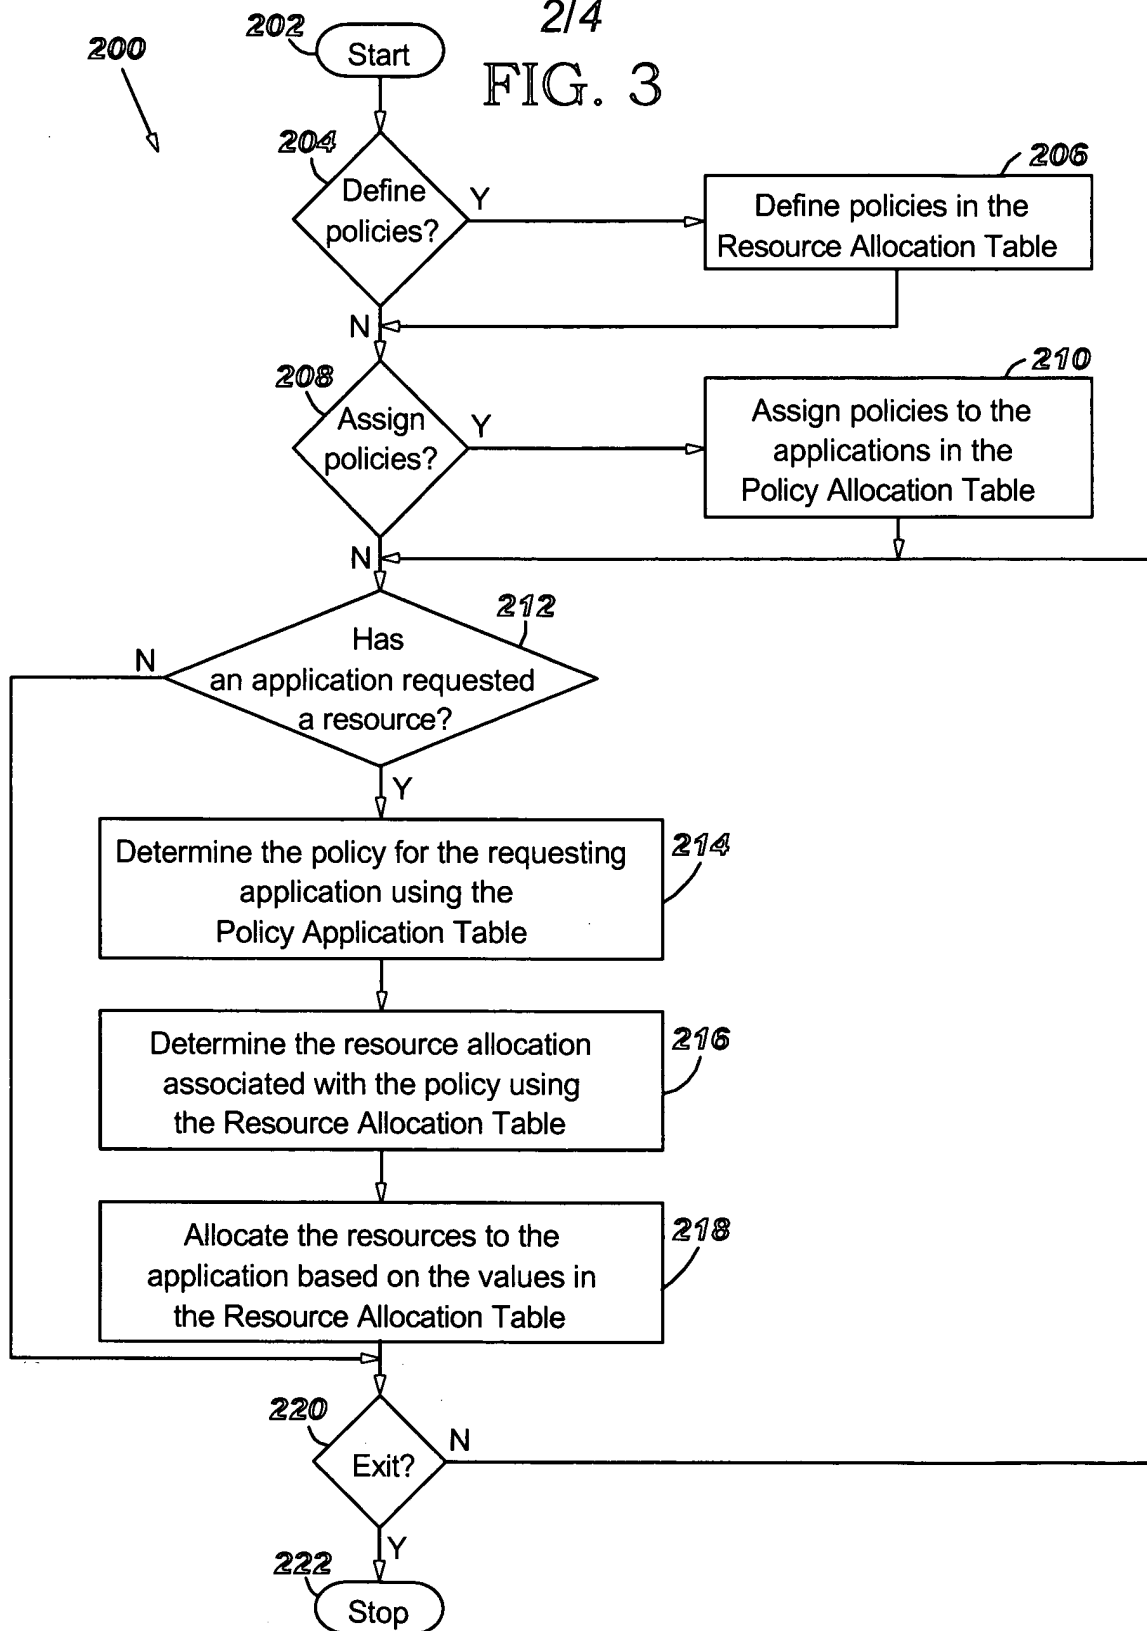 2/4
FIG. 3
200
202
Start
204
Define
policies?
Y
206
Define policies in the
Resource Allocation Table
N
208
Assign
policies?
Y
210
Assign policies to the
applications in the
Policy Allocation Table
N
212
Has
an application requested
a resource?
N
Y
214
Determine the policy for the requesting
application using the
Policy Application Table
216
Determine the resource allocation
associated with the policy using
the Resource Allocation Table
218
Allocate the resources to the
application based on the values in
the Resource Allocation Table
220
Exit?
N
Y
222
Stop